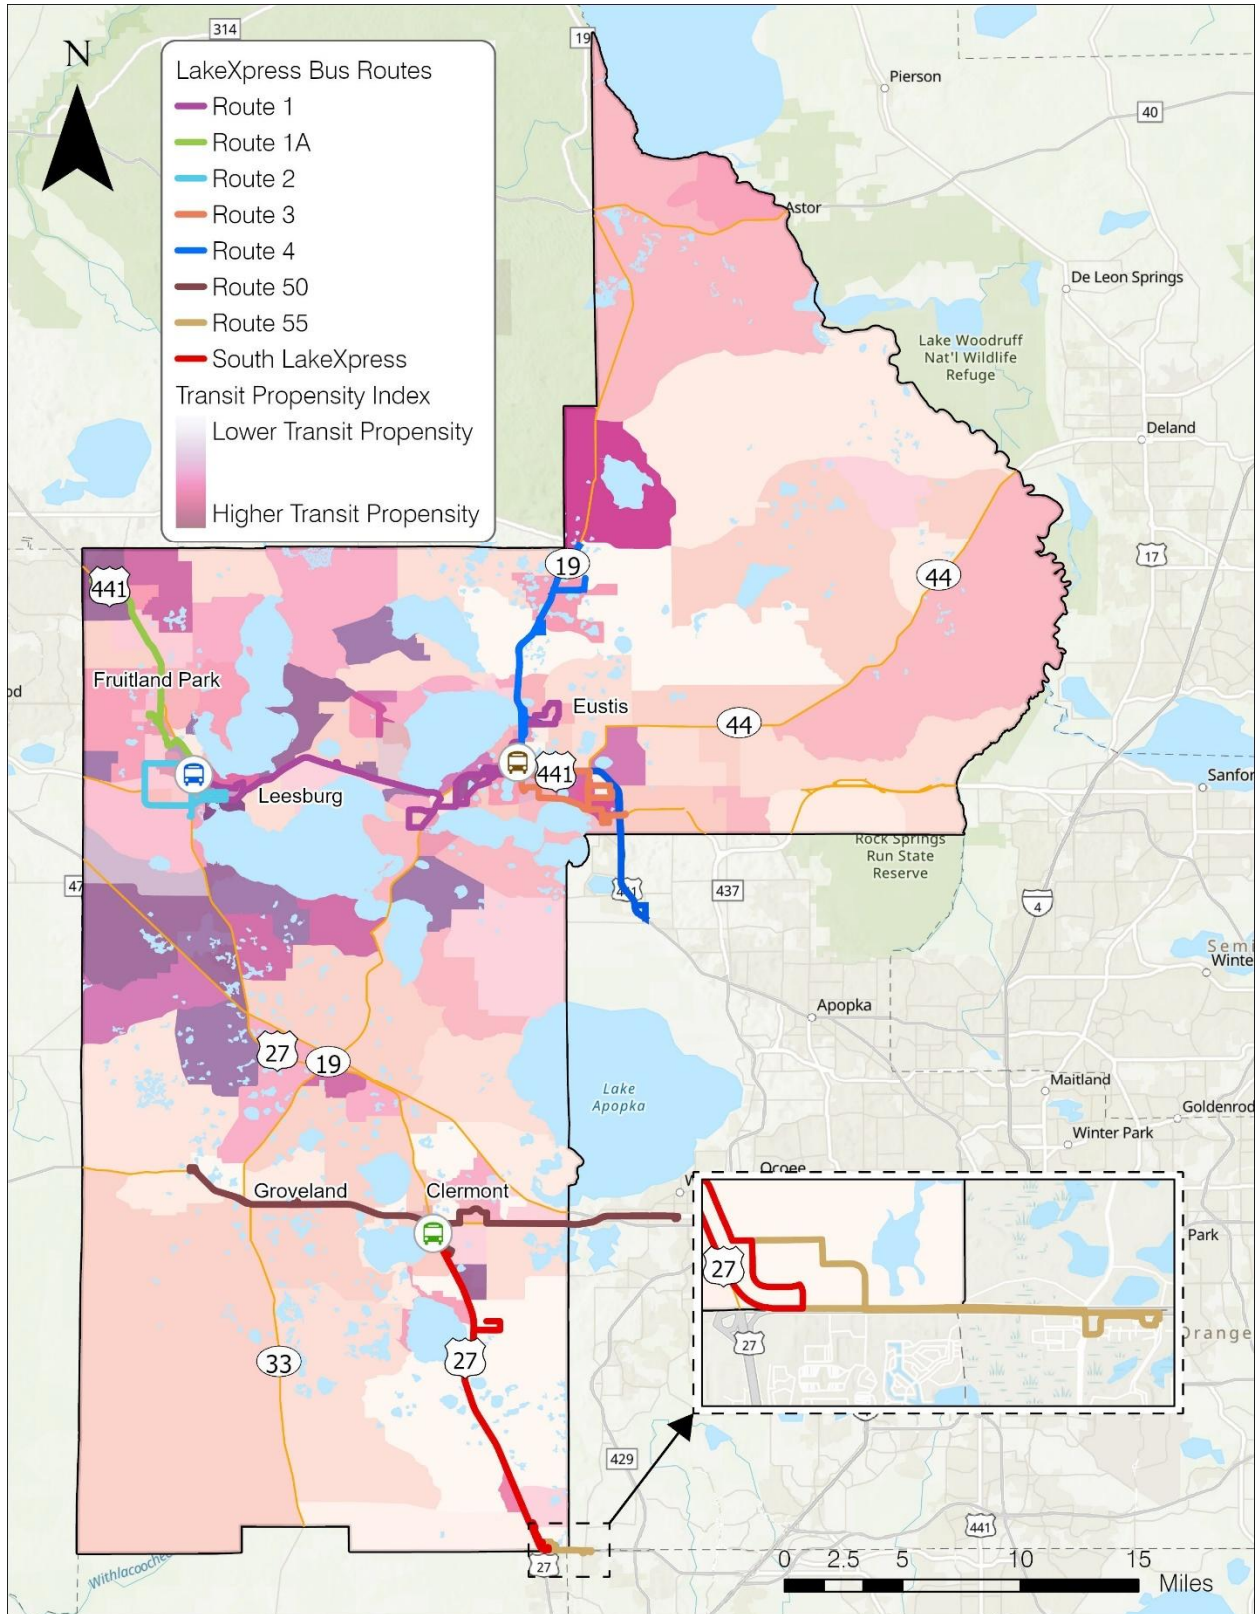 314
19
N
Pierson
40
LakeXpress Bus Routes
Route 1
Route 1A
Route 2
Route 3
Route 4
Route 50
Route 55
South LakeXpress
Transit Propensity Index
Lower Transit Propensity
Higher Transit Propensity
Astor
De Leon Springs
Lake Woodruff
Nat'l Wildlife
Refuge
Deland
17
19
44
441
Fruitland Park
Eustis
44
441
Leesburg
Sanfor
Rock Springs
Run State
Reserve
47
441
437
4
Semi
Winte
Apopka
27
19
Lake
Apopka
Maitland
Goldenrod
Winter Park
Ocoee
Groveland
Clermont
W
Park
27
27
Orange
33
27
429
441
27
Withlacoochee
0
2.5
5
10
15
Miles